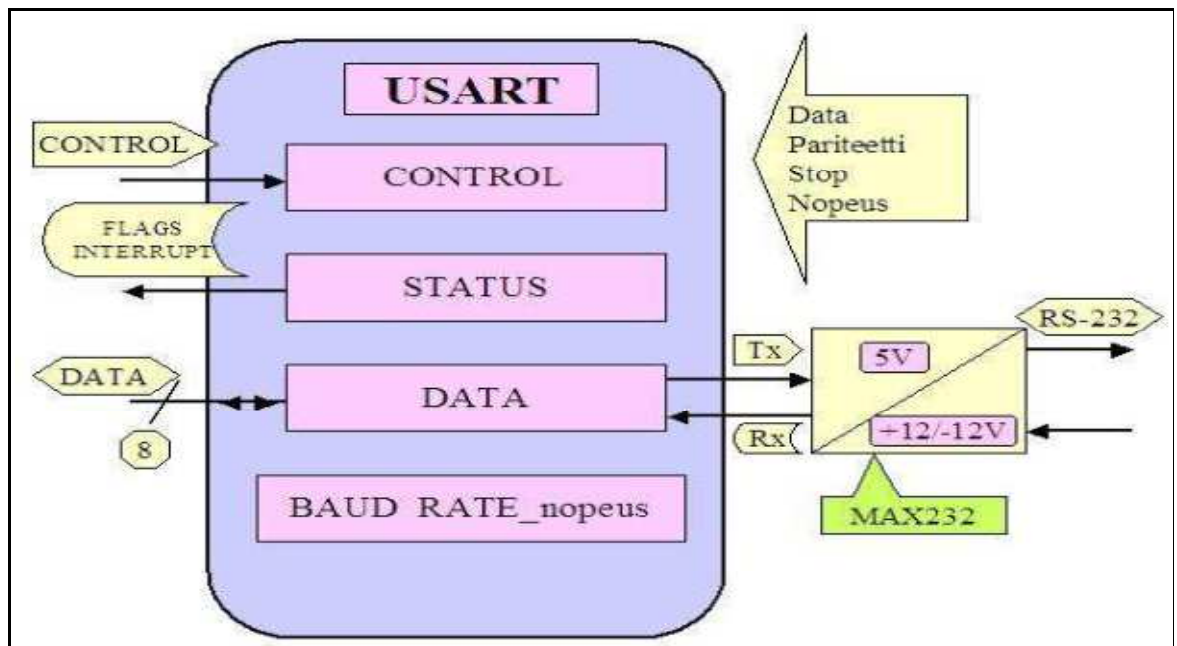 USART
CONTROL
CONTROL
FLAGS
INTERRUPT
STATUS
DATA
8
DATA
BAUD RATE_nopeus
Data
Pariteetti
Stop
Nopeus
Tx
Rx
5V
+12/-12V
RS-232
MAX232